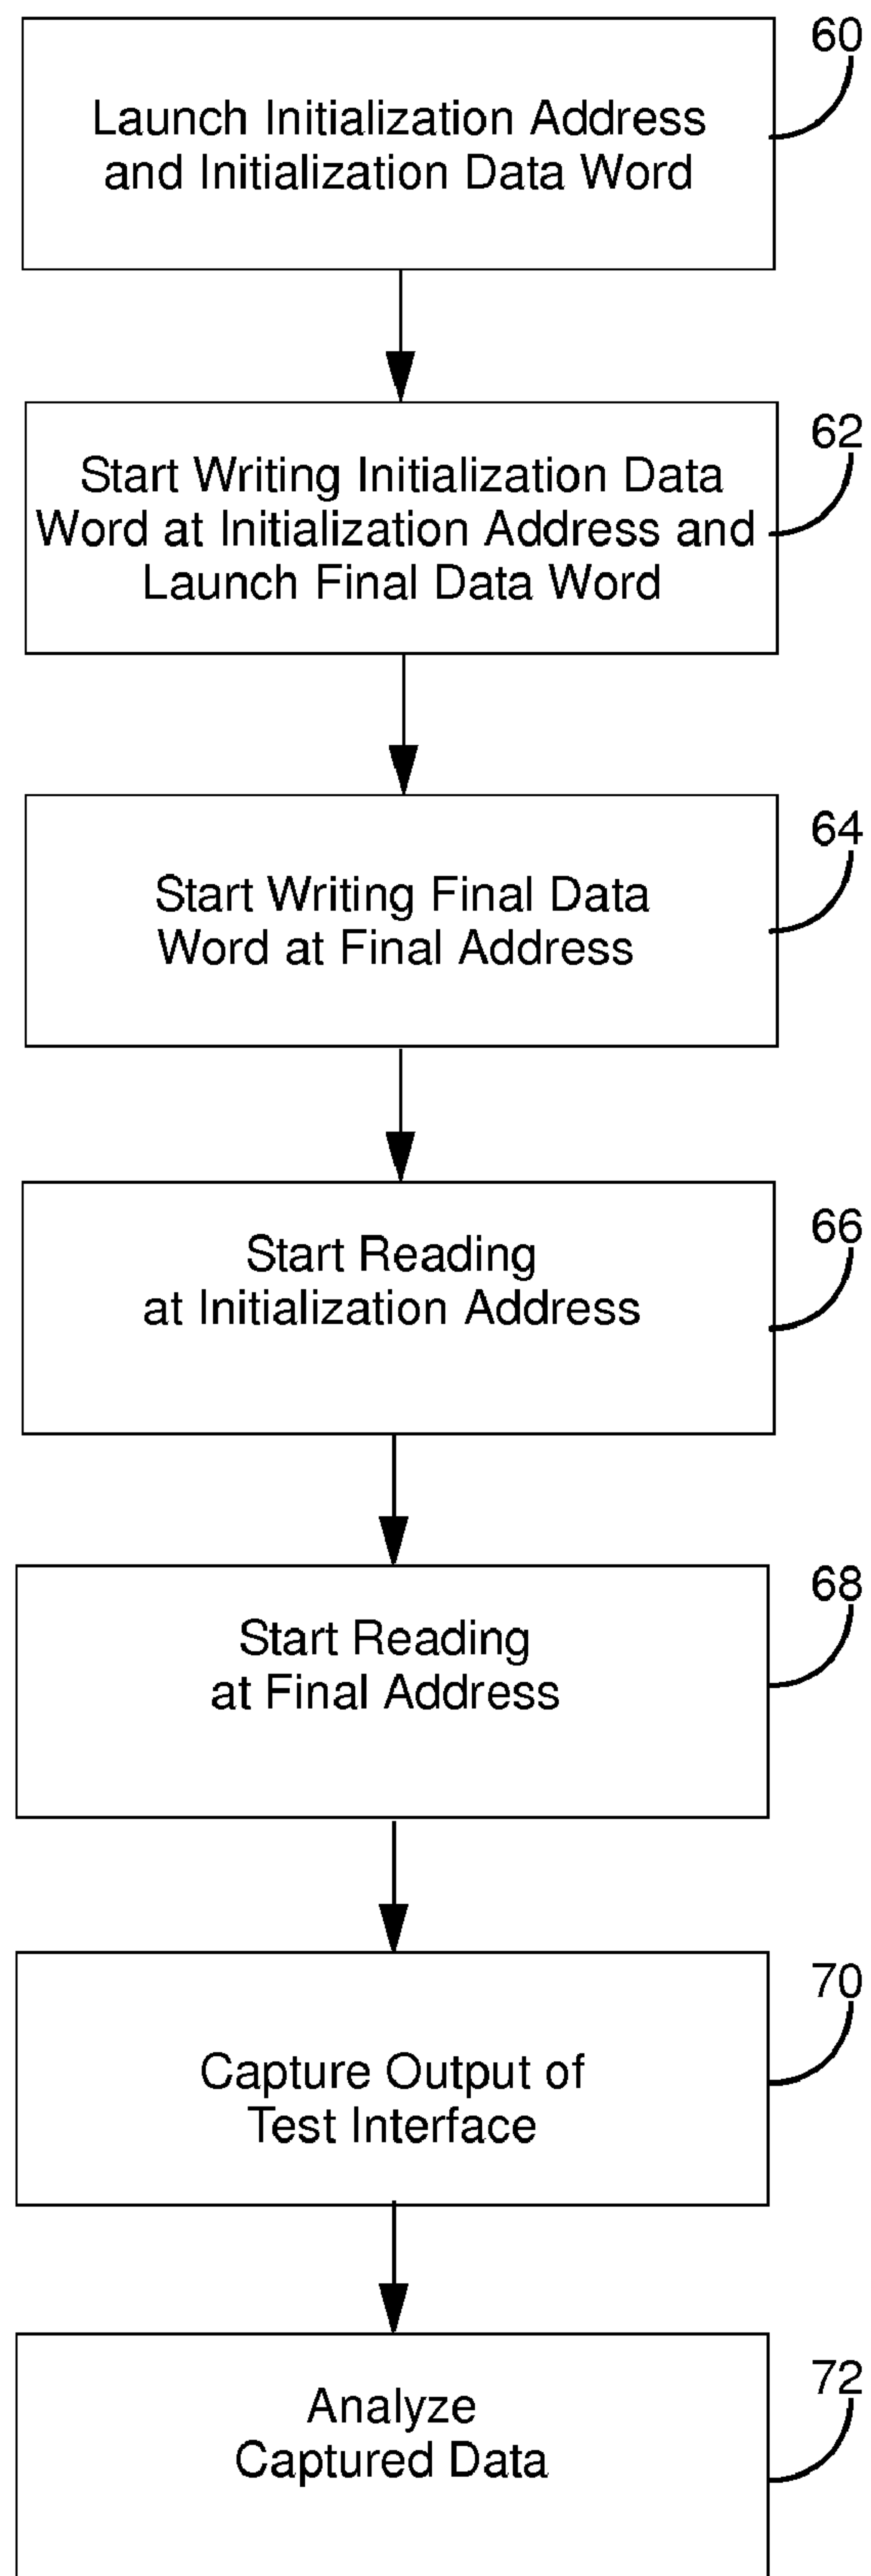 60
Launch Initialization Address
and Initialization Data Word
62
Start Writing Initialization Data
Word at Initialization Address and
Launch Final Data Word
64
Start Writing Final Data
Word at Final Address
66
Start Reading
at Initialization Address
68
Start Reading
at Final Address
70
Capture Output of
Test Interface
72
Analyze
Captured Data